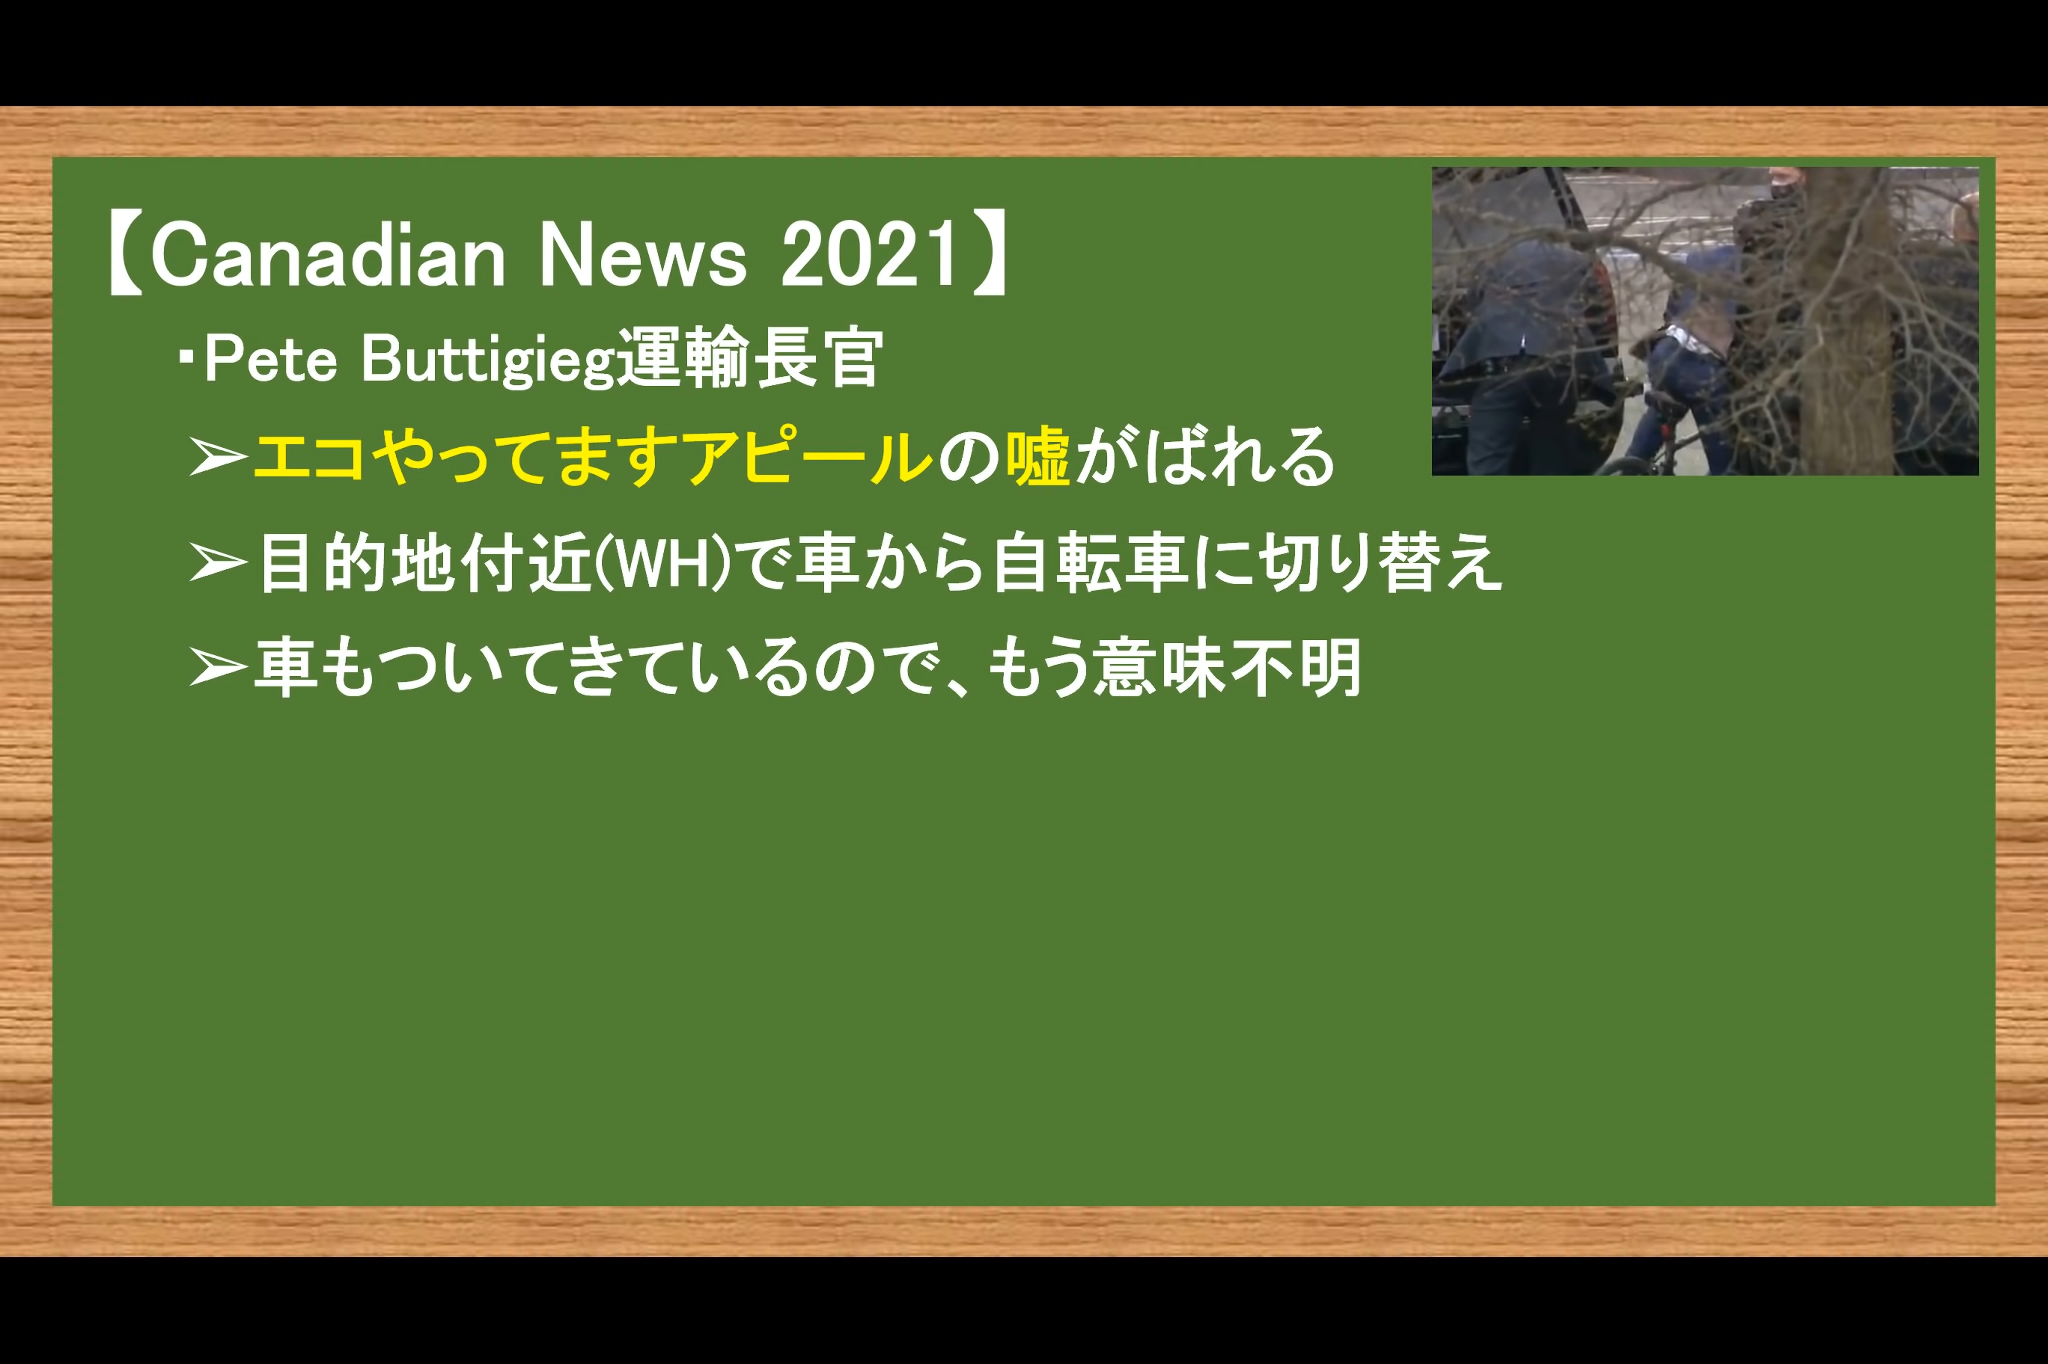 【Canadian News 2021】
・Pete Buttigieg運輸長官
➢エコやってますアピールの嘘がばれる
➢目的地付近(WH)で車から自転車に切り替え
➢車もついてきているので、もう意味不明